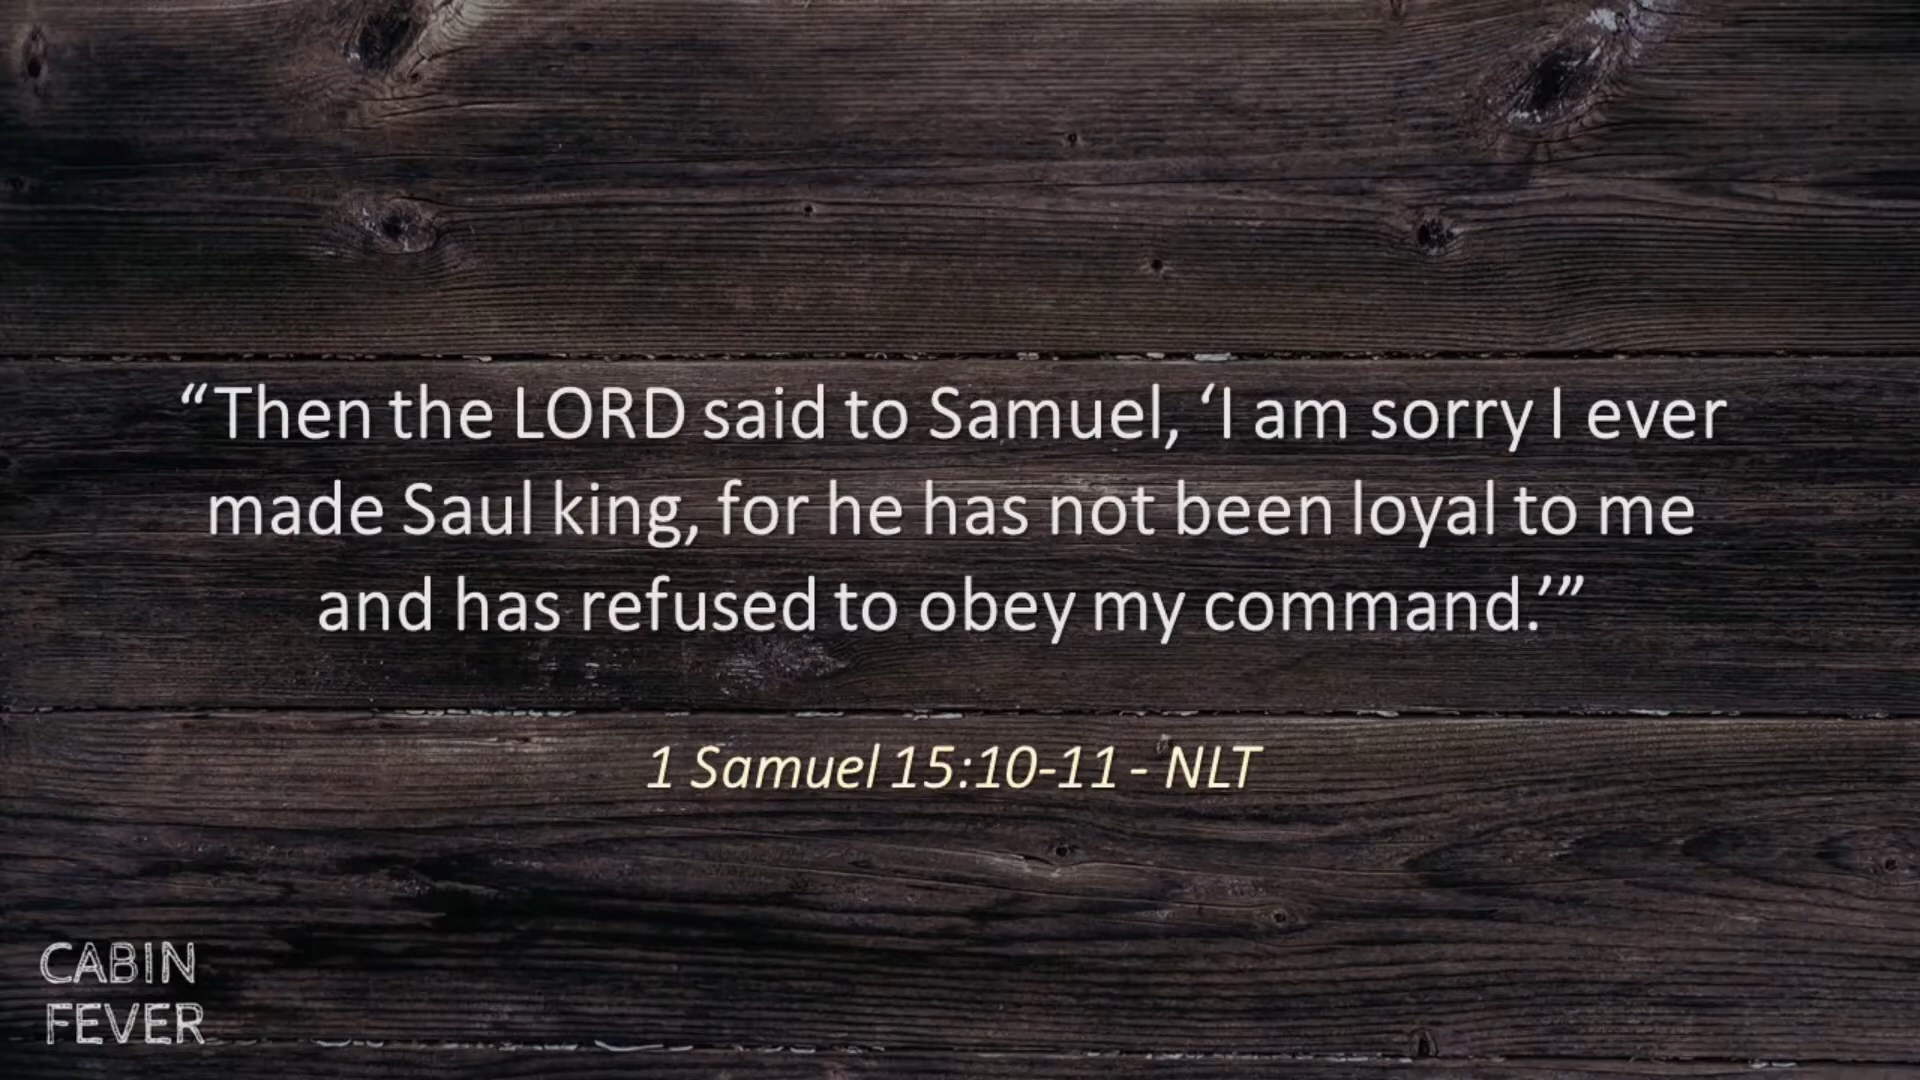 “Then the LORD said to Samuel, ‘I am sorry I ever
made Saul king, for he has not been loyal to me
and has refused to obey my command.’”
1 Samuel 15:10-11 - NLT
CABIN
FEVER